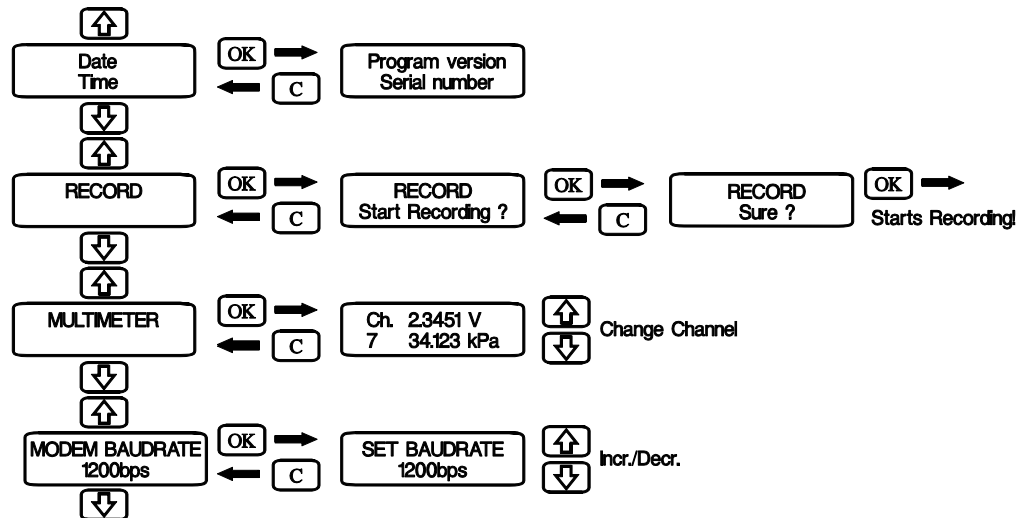 Date
Time
OK
C
Program version
Serial number
RECORD
OK
C
RECORD
Start Recording ?
OK
C
RECORD
Sure ?
OK
Starts Recording!
MULTIMETER
OK
C
Ch. 2.3451 V
7 34.123 kPa
Change Channel
MODEM BAUDRATE
1200bps
OK
C
SET BAUDRATE
1200bps
Incr./Decr.